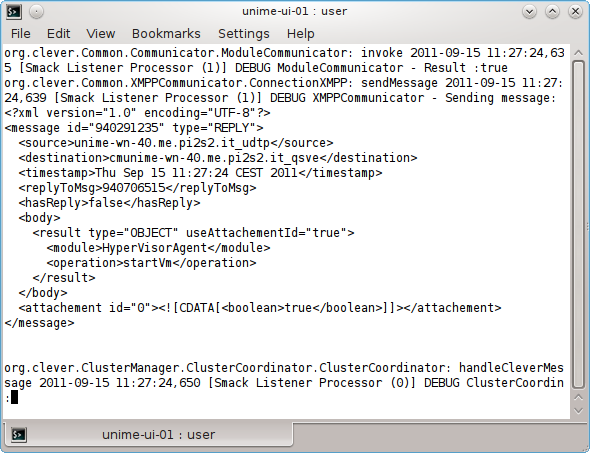 unime-ui-01 : user
File Edit View Bookmarks Settings Help
org.clever.Common.Communicator.ModuleCommunicator: invoke 2011-09-15 11:27:24,63
5 [Smack Listener Processor (1)] DEBUG ModuleCommunicator - Result :true
org.clever.Common.XMPPCommunicator.ConnectionXMPP: sendMessage 2011-09-15 11:27:
24,639 [Smack Listener Processor (1)] DEBUG XMPPCommunicator - Sending message:
<?xml version="1.0" encoding="UTF-8"?>
<message id="940291235" type="REPLY">
  <source>unime-wn-40.me.pi2s2.it_udtp</source>
  <destination>cmunime-wn-40.me.pi2s2.it_qsve</destination>
  <timestamp>Thu Sep 15 11:27:24 CEST 2011</timestamp>
  <replyToMsg>940706515</replyToMsg>
  <hasReply>false</hasReply>
  <body>
    <result type="OBJECT" useAttachementId="true">
      <module>HyperVisorAgent</module>
      <operation>startVm</operation>
    </result>
  </body>
  <attachement id="0"><![CDATA[<boolean>true</boolean>]]></attachement>
</message>
org.clever.ClusterManager.ClusterCoordinator.ClusterCoordinator: handleCleverMes
sage 2011-09-15 11:27:24,650 [Smack Listener Processor (0)] DEBUG ClusterCoordin
:
unime-ui-01 : user